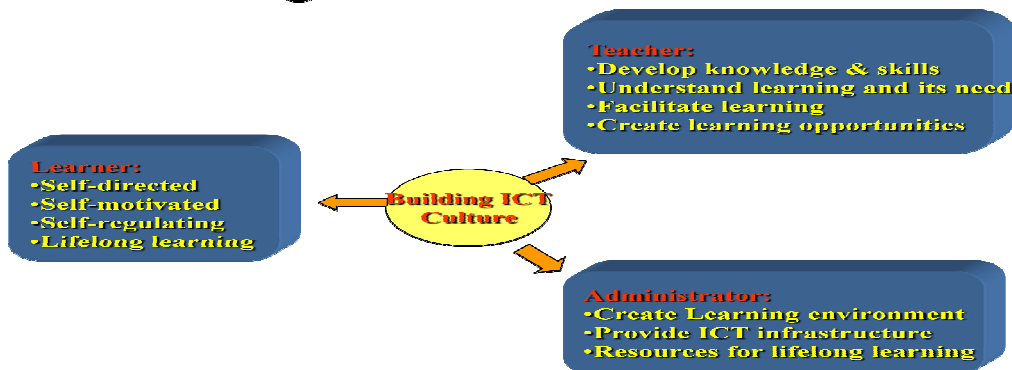 Teacher:
•Develop knowledge & skills
•Understand learning and its need
•Facilitate learning
•Create learning opportunities
Learner:
•Self-directed
•Self-motivated
•Self-regulating
•Lifelong learning
Building ICT
Culture
Administrator:
•Create Learning environment
•Provide ICT infrastructure
•Resources for lifelong learning